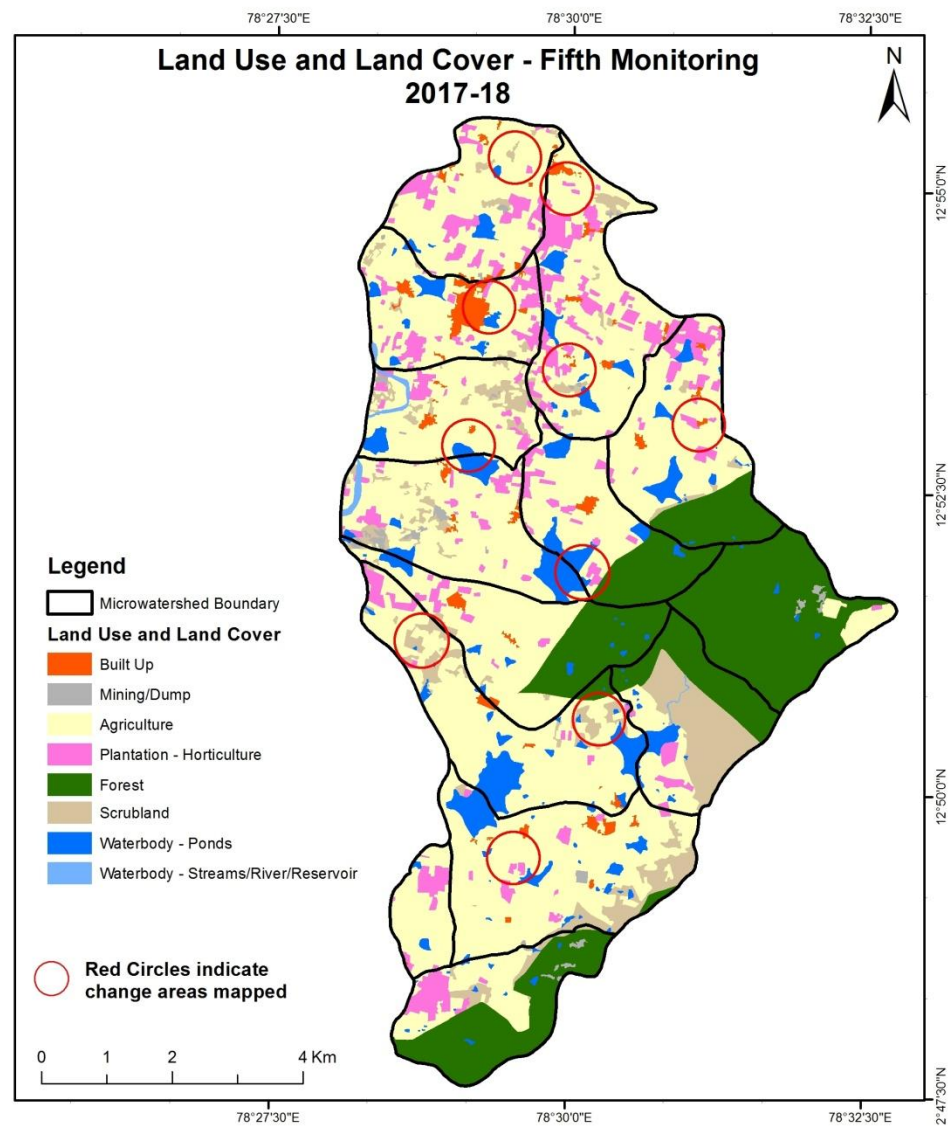 78°27'30"E 78°30'0"E 78°32'30"E
Land Use and Land Cover - Fifth Monitoring
2017-18
N
12°55'0"N
12°52'30"N
12°50'0"N
2°47'30"N
Legend
Microwatershed Boundary
Land Use and Land Cover
Built Up
Mining/Dump
Agriculture
Plantation - Horticulture
Forest
Scrubland
Waterbody - Ponds
Waterbody - Streams/River/Reservoir
Red Circles indicate
change areas mapped
0 1 2 4 Km
78°27'30"E 78°30'0"E 78°32'30"E